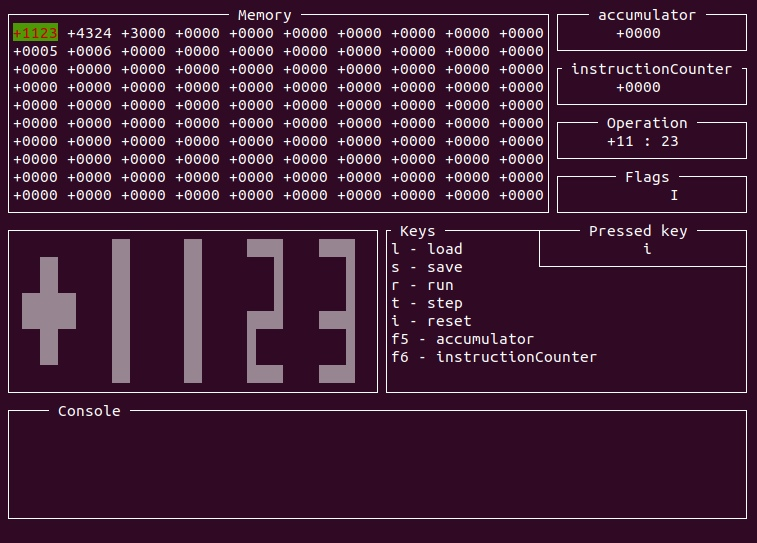 Memory
+1123 +4324 +3000 +0000 +0000 +0000 +0000 +0000 +0000 +0000
+0005 +0006 +0000 +0000 +0000 +0000 +0000 +0000 +0000 +0000
+0000 +0000 +0000 +0000 +0000 +0000 +0000 +0000 +0000 +0000
+0000 +0000 +0000 +0000 +0000 +0000 +0000 +0000 +0000 +0000
+0000 +0000 +0000 +0000 +0000 +0000 +0000 +0000 +0000 +0000
+0000 +0000 +0000 +0000 +0000 +0000 +0000 +0000 +0000 +0000
+0000 +0000 +0000 +0000 +0000 +0000 +0000 +0000 +0000 +0000
+0000 +0000 +0000 +0000 +0000 +0000 +0000 +0000 +0000 +0000
+0000 +0000 +0000 +0000 +0000 +0000 +0000 +0000 +0000 +0000
+0000 +0000 +0000 +0000 +0000 +0000 +0000 +0000 +0000 +0000
accumulator
+0000
instructionCounter
+0000
Operation
+11 : 23
Flags
I
+1123
Keys
l - load
s - save
r - run
t - step
i - reset
f5 - accumulator
f6 - instructionCounter
Pressed key
i
Console